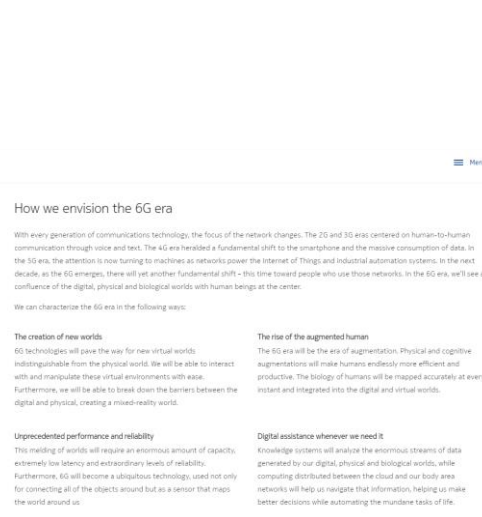 Men
How we envision the 6G era
With every generation of communications technology, the focus of the network changes. The 2G and 3G eras centered on human-to-human
communication through voice and text. The 4G era heralded a fundamental shift to the smartphone and the massive consumption of data. In
the 5G era, the attention is now turning to machines as networks power the Internet of Things and industrial automation systems. In the next
decade, as the 6G emerges, there will yet another fundamental shift – this time toward people who use those networks. In the 6G era, we'll see a
confluence of the digital, physical and biological worlds with human beings at the center.
We can characterize the 6G era in the following ways:
The creation of new worlds
6G technologies will pave the way for new virtual worlds
indistinguishable from the physical world. We will be able to interact
with and manipulate these virtual environments with ease.
Furthermore, we will be able to break down the barriers between the
digital and physical, creating a mixed-reality world.
The rise of the augmented human
The 6G era will be the era of augmentation. Physical and cognitive
augmentations will make humans endlessly more efficient and
productive. The biology of humans will be mapped accurately at every
instant and integrated into the digital and virtual worlds.
Unprecedented performance and reliability
This melding of worlds will require an enormous amount of capacity,
extremely low latency and extraordinary levels of reliability.
Furthermore, 6G will become a ubiquitous technology, used not only
for connecting all of the objects around but as a sensor that maps
the world around us
Digital assistance whenever we need it
Knowledge systems will analyze the enormous streams of data
generated by our digital, physical and biological worlds, while
computing distributed between the cloud and our body area
networks will help us navigate that information, helping us make
better decisions while automating the mundane tasks of life.